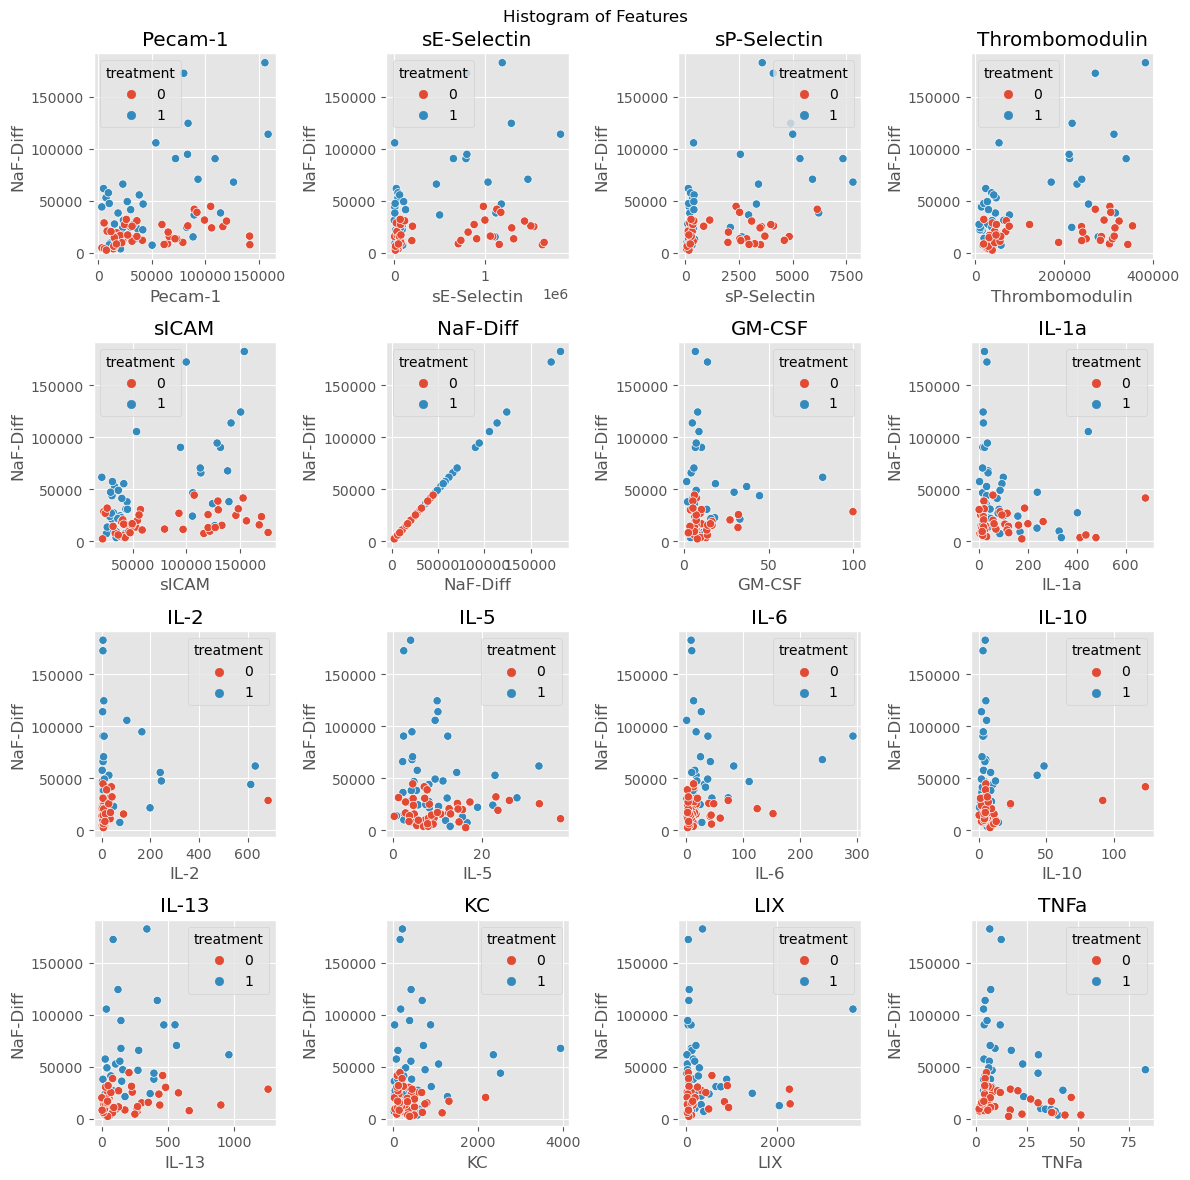 Histogram of Features
Pecam-1 sE-Selectin sP-Selectin Thrombomodulin
treatment 0 1 treatment 0 1 treatment 0 1 treatment 0 1
NaF-Diff NaF-Diff NaF-Diff NaF-Diff
150000 150000 150000 150000
100000 100000 100000 100000
50000 50000 50000 50000
0 0 0 0
0 50000 100000 150000 0 1 0 2500 5000 7500 0 200000 400000
1e6
Pecam-1 sE-Selectin sP-Selectin Thrombomodulin
sICAM NaF-Diff GM-CSF IL-1a
treatment 0 1 treatment 0 1 treatment 0 1 treatment 0 1
NaF-Diff NaF-Diff NaF-Diff NaF-Diff
150000 150000 150000 150000
100000 100000 100000 100000
50000 50000 50000 50000
0 0 0 0
50000 100000 150000 0 50000 100000 150000 0 50 100 0 200 400 600
sICAM NaF-Diff GM-CSF IL-1a
IL-2 IL-5 IL-6 IL-10
treatment 0 1 treatment 0 1 treatment 0 1 treatment 0 1
NaF-Diff NaF-Diff NaF-Diff NaF-Diff
150000 150000 150000 150000
100000 100000 100000 100000
50000 50000 50000 50000
0 0 0 0
0 200 400 600 0 20 0 100 200 300 0 50 100
IL-2 IL-5 IL-6 IL-10
IL-13 KC LIX TNFa
treatment 0 1 treatment 0 1 treatment 0 1 treatment 0 1
NaF-Diff NaF-Diff NaF-Diff NaF-Diff
150000 150000 150000 150000
100000 100000 100000 100000
50000 50000 50000 50000
0 0 0 0
0 500 1000 0 2000 4000 0 2000 0 25 50 75
IL-13 KC LIX TNFa